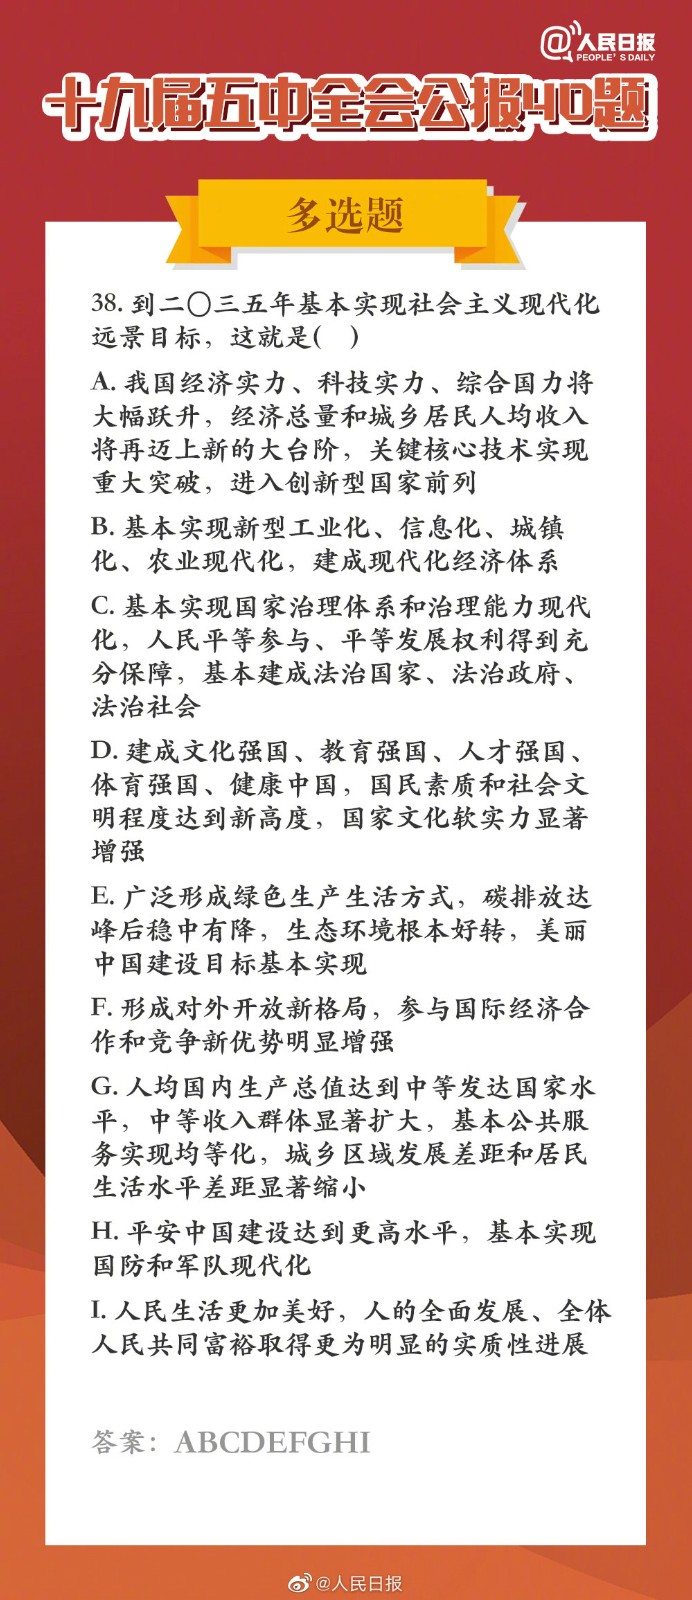 @人民日报
PEOPLE'S DAILY
十九届五中全会公报40题
多选题
38. 到二〇三五年基本实现社会主义现代化
远景目标，这就是(　)
A. 我国经济实力、科技实力、综合国力将
大幅跃升，经济总量和城乡居民人均收入
将再迈上新的大台阶，关键核心技术实现
重大突破，进入创新型国家前列
B. 基本实现新型工业化、信息化、城镇
化、农业现代化，建成现代化经济体系
C. 基本实现国家治理体系和治理能力现代
化，人民平等参与、平等发展权利得到充
分保障，基本建成法治国家、法治政府、
法治社会
D. 建成文化强国、教育强国、人才强国、
体育强国、健康中国，国民素质和社会文
明程度达到新高度，国家文化软实力显著
增强
E. 广泛形成绿色生产生活方式，碳排放达
峰后稳中有降，生态环境根本好转，美丽
中国建设目标基本实现
F. 形成对外开放新格局，参与国际经济合
作和竞争新优势明显增强
G. 人均国内生产总值达到中等发达国家水
平，中等收入群体显著扩大，基本公共服
务实现均等化，城乡区域发展差距和居民
生活水平差距显著缩小
H. 平安中国建设达到更高水平，基本实现
国防和军队现代化
I. 人民生活更加美好，人的全面发展、全体
人民共同富裕取得更为明显的实质性进展
答案：ABCDEFGHI
@人民日报